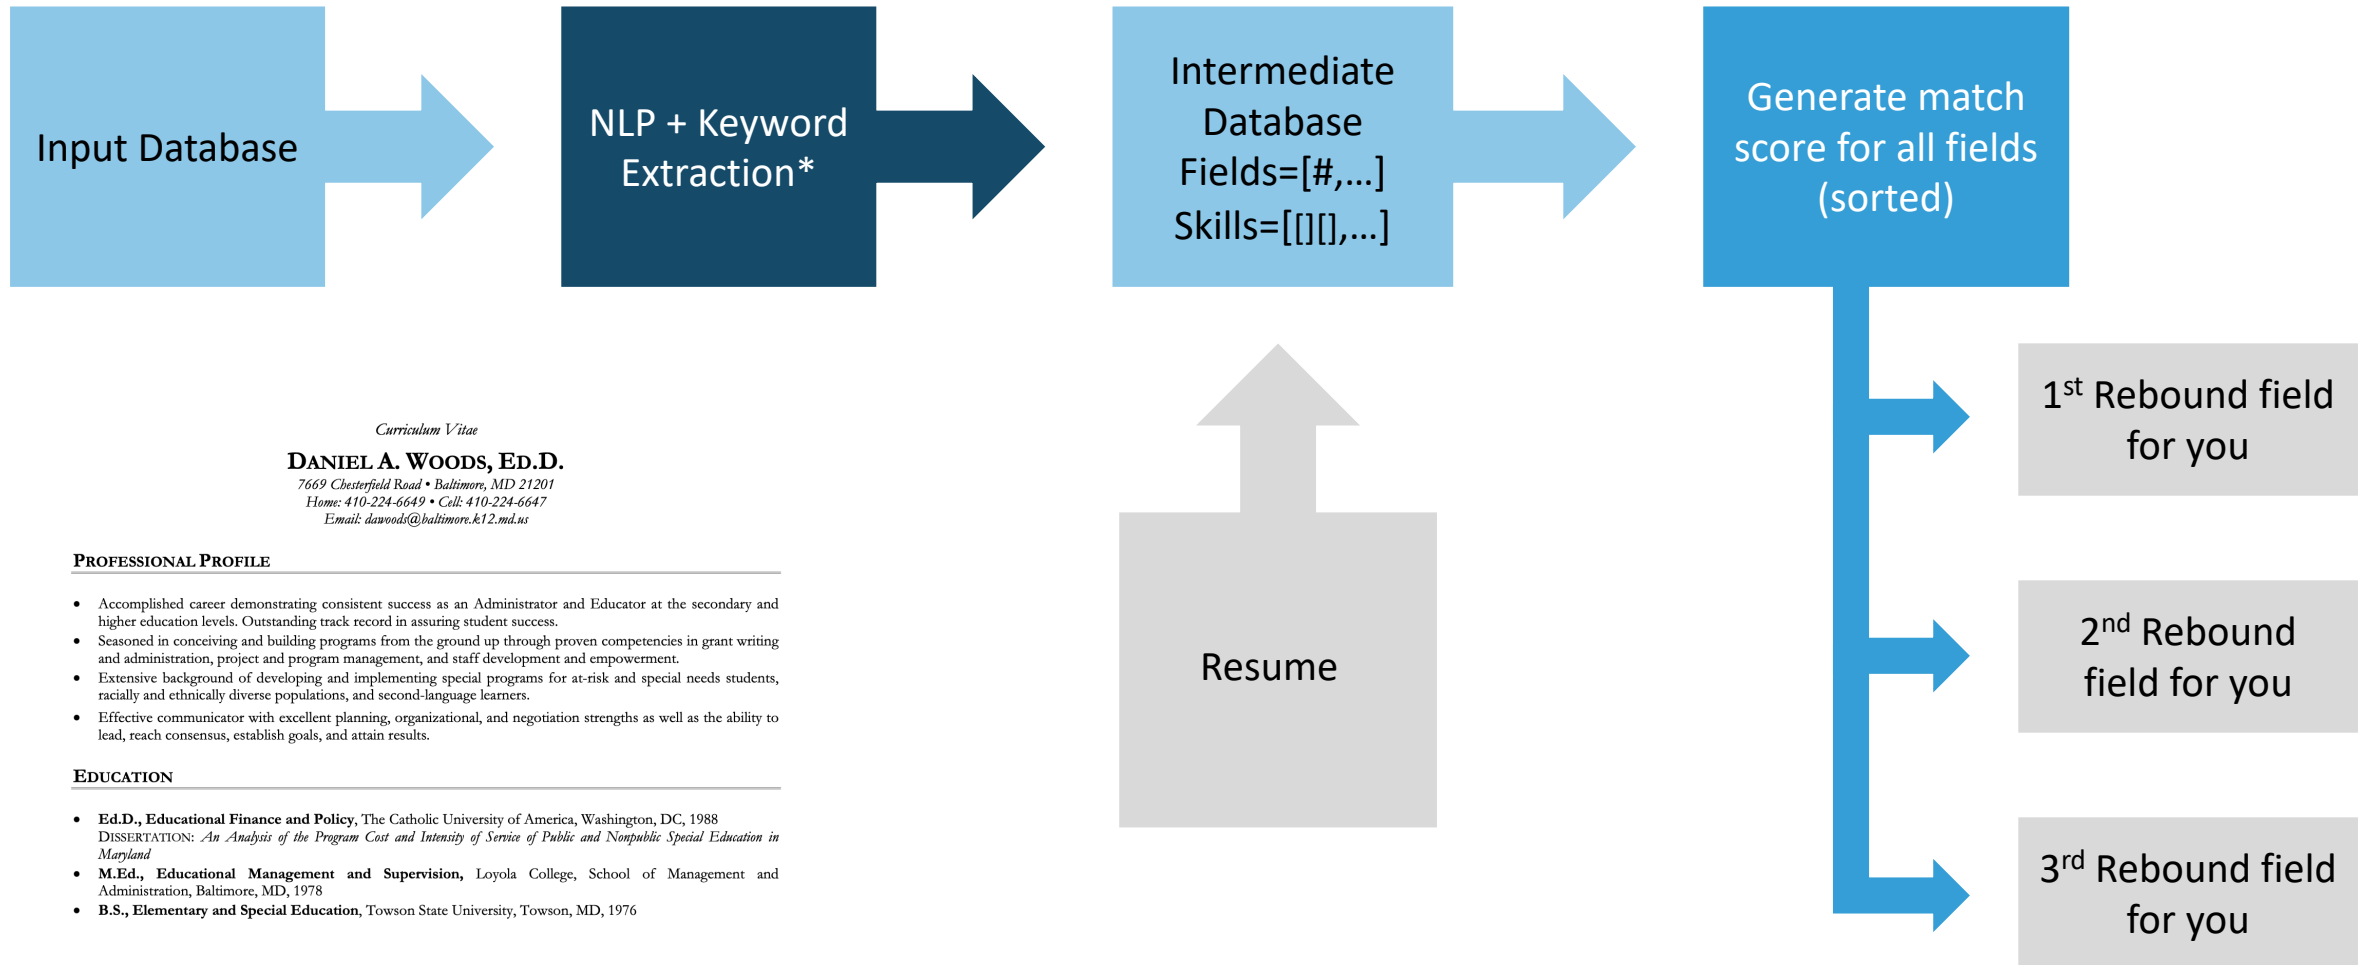 Input Database
NLP + Keyword
Extraction*
Intermediate
Database
Fields=[#,...]
Skills=[[][],...]
Generate match
score for all fields
(sorted)
Curriculum Vitae
DANIEL A. WOODS, ED.D.
7669 Chesterfield Road • Baltimore, MD 21201
Home: 410-224-6649 • Cell: 410-224-6647
Email: dawoods@baltimore.k12.md.us
PROFESSIONAL PROFILE
• Accomplished career demonstrating consistent success as an Administrator and Educator at the secondary and
higher education levels. Outstanding track record in assuring student success.
• Seasoned in conceiving and building programs from the ground up through proven competencies in grant writing
and administration, project and program management, and staff development and empowerment.
• Extensive background of developing and implementing special programs for at-risk and special needs students,
racially and ethnically diverse populations, and second-language learners.
• Effective communicator with excellent planning, organizational, and negotiation strengths as well as the ability to
lead, reach consensus, establish goals, and attain results.
EDUCATION
• Ed.D., Educational Finance and Policy, The Catholic University of America, Washington, DC, 1988
DISSERTATION: An Analysis of the Program Cost and Intensity of Service of Public and Nonpublic Special Education in
Maryland
• M.Ed., Educational Management and Supervision, Loyola College, School of Management and
Administration, Baltimore, MD, 1978
• B.S., Elementary and Special Education, Towson State University, Towson, MD, 1976
Resume
1st Rebound field
for you
2nd Rebound
field for you
3rd Rebound field
for you